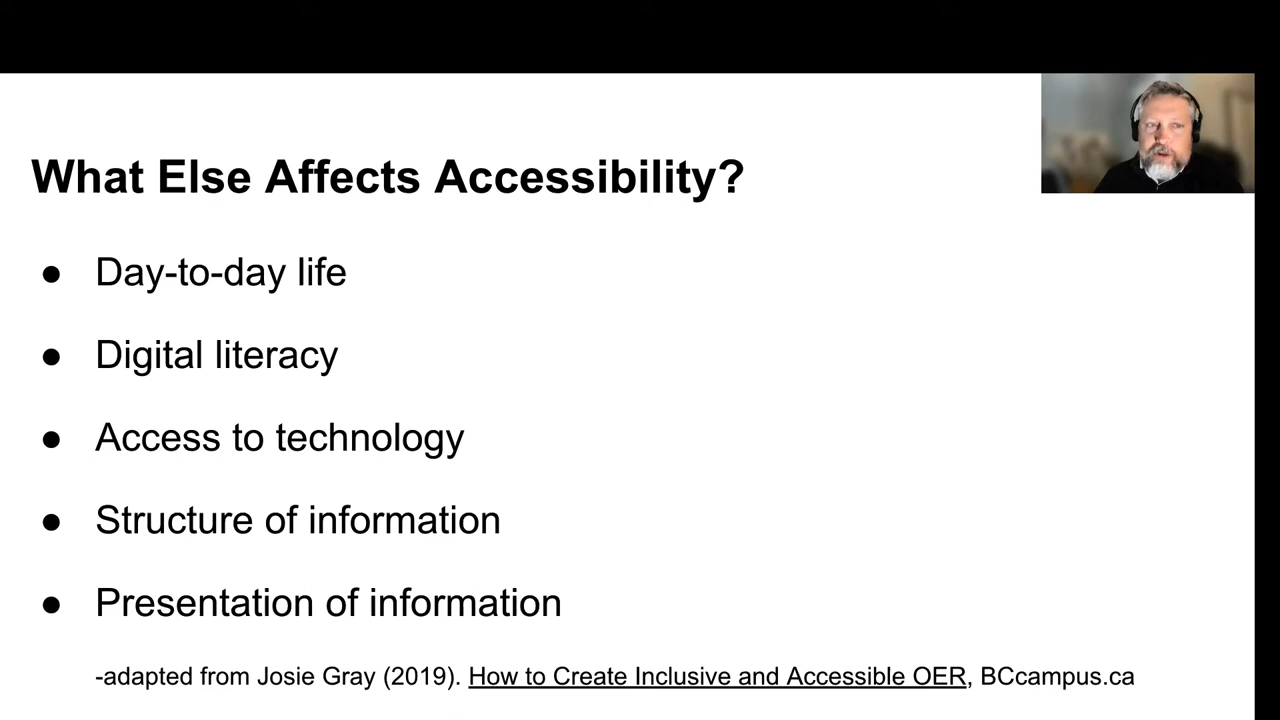 What Else Affects Accessibility?
● Day-to-day life
● Digital literacy
● Access to technology
● Structure of information
● Presentation of information
-adapted from Josie Gray (2019). How to Create Inclusive and Accessible OER, BCcampus.ca